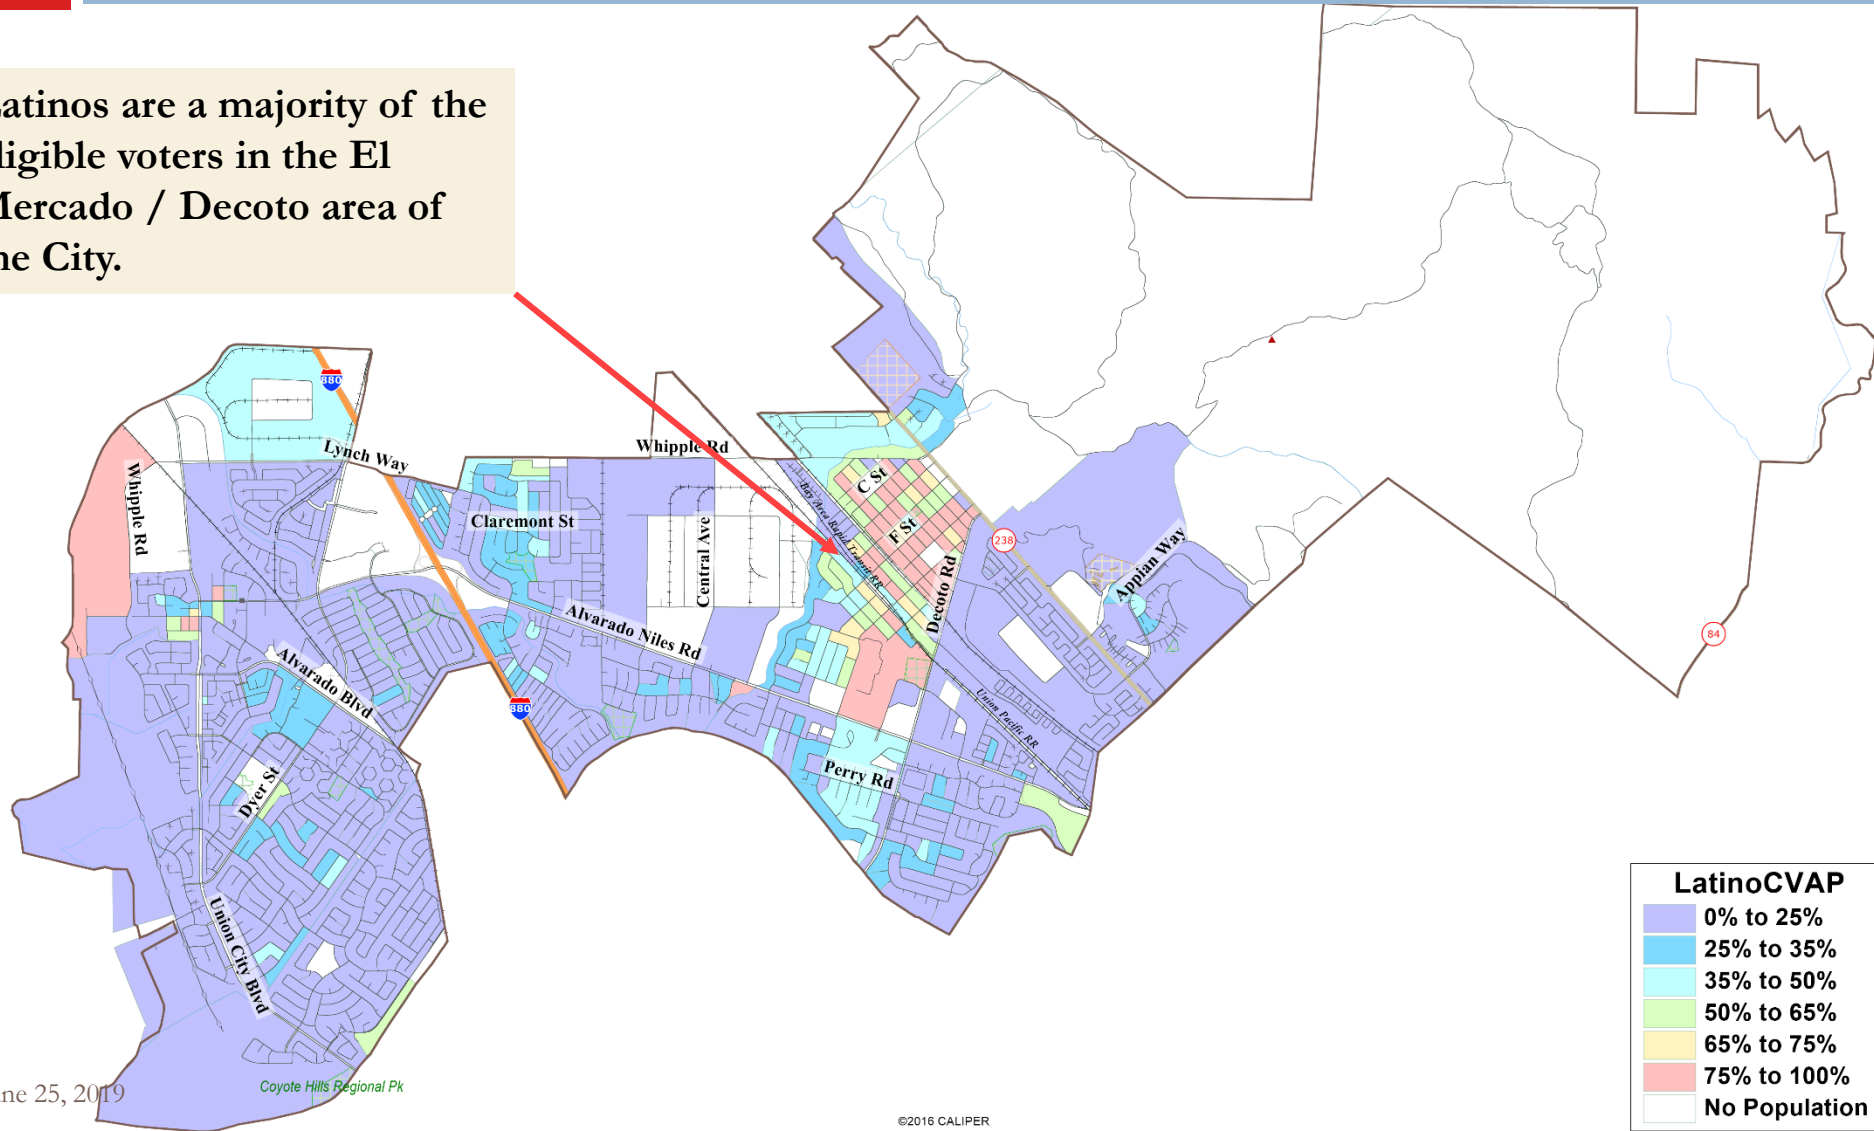 Latinos are a majority of the
ligible voters in the El
Mercado / Decoto area of
he City.
880
Lynch Way
Whipple Rd
Whipple Rd
Claremont St
Central Ave
C St
F St
Bay Area Rapid Transit RR
Decoto Rd
238
Appian Way
84
Alvarado Niles Rd
Alvarado Blvd
880
Union Pacific RR
Perry Rd
Dyer St
Union City Blvd
Coyote Hills Regional Pk
ne 25, 2019
©2016 CALIPER
LatinoCVAP
0% to 25%
25% to 35%
35% to 50%
50% to 65%
65% to 75%
75% to 100%
No Population